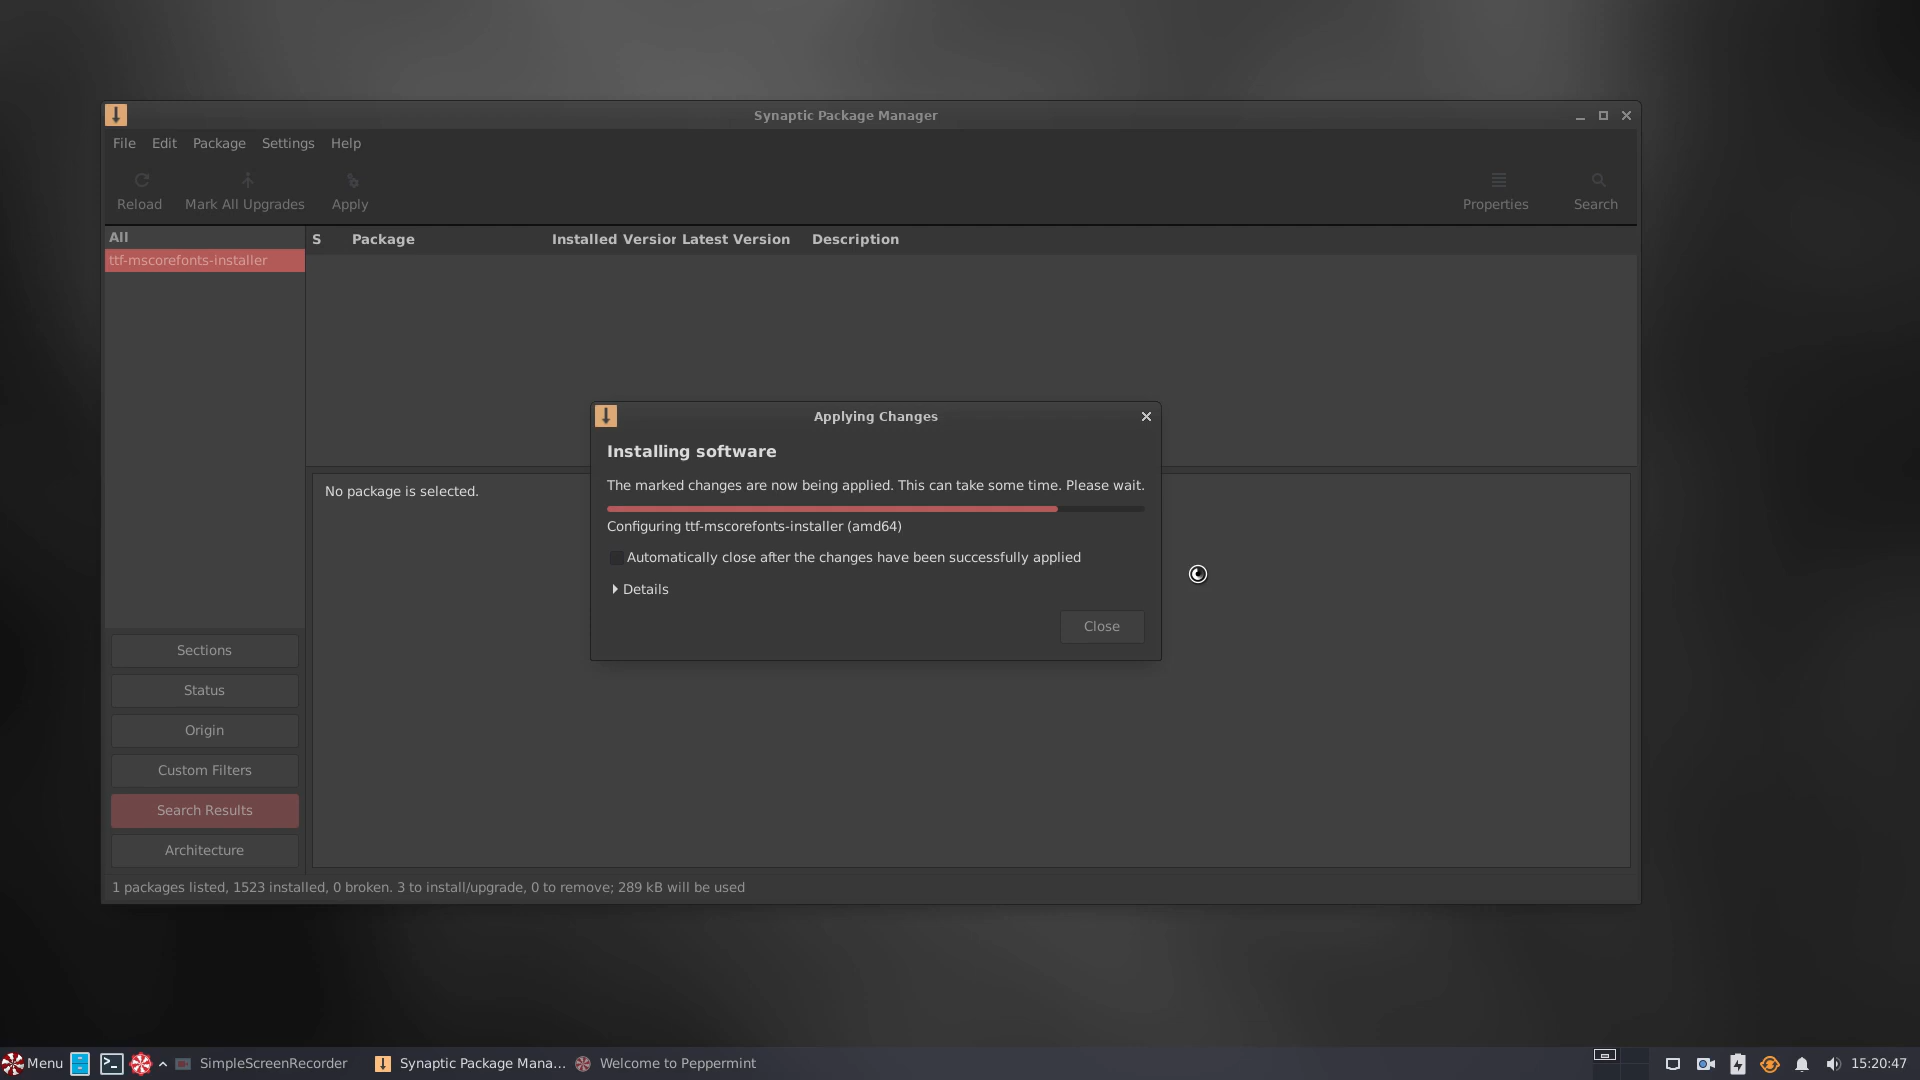 Synaptic Package Manager
File Edit Package Settings Help
Reload Mark All Upgrades Apply Properties Search
All
ttf-mscorefonts-installer
S Package Installed Version Latest Version Description
Applying Changes
Installing software
The marked changes are now being applied. This can take some time. Please wait.
Configuring ttf-mscorefonts-installer (amd64)
Automatically close after the changes have been successfully applied
Details
Close
No package is selected.
Sections
Status
Origin
Custom Filters
Search Results
Architecture
1 packages listed, 1523 installed, 0 broken. 3 to install/upgrade, 0 to remove; 289 kB will be used
Menu SimpleScreenRecorder Synaptic Package Mana... Welcome to Peppermint 15:20:47